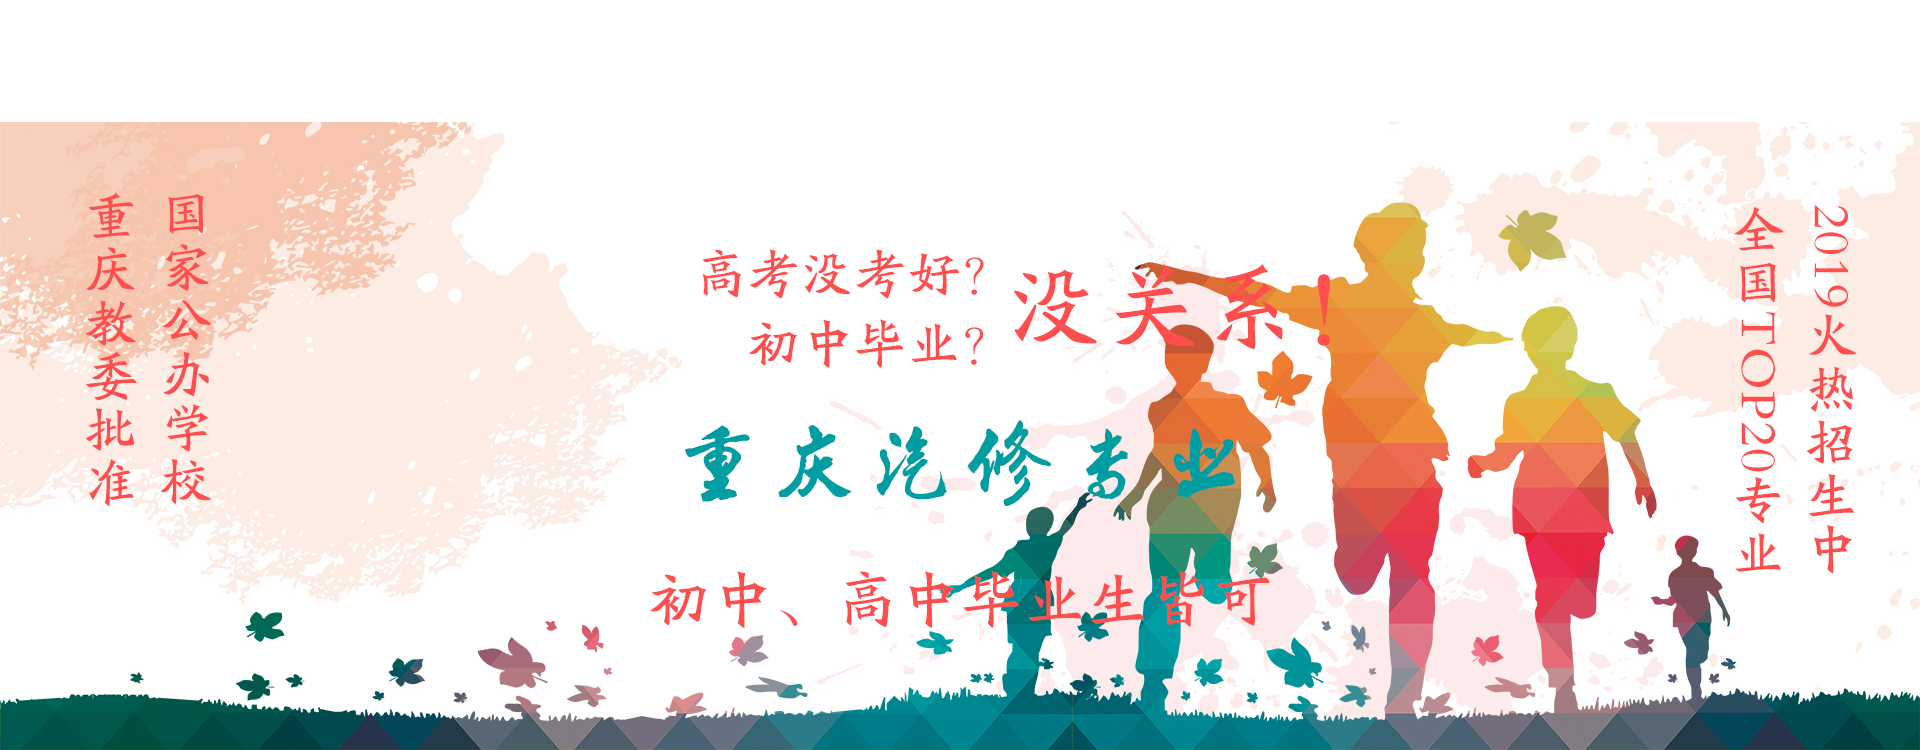 国家公办学校
重庆教委批准
高考没考好?
初中毕业?
没关系!
重庆汽修专业
初中、高中毕业生皆可
2019火热招生中
全国TOP20专业